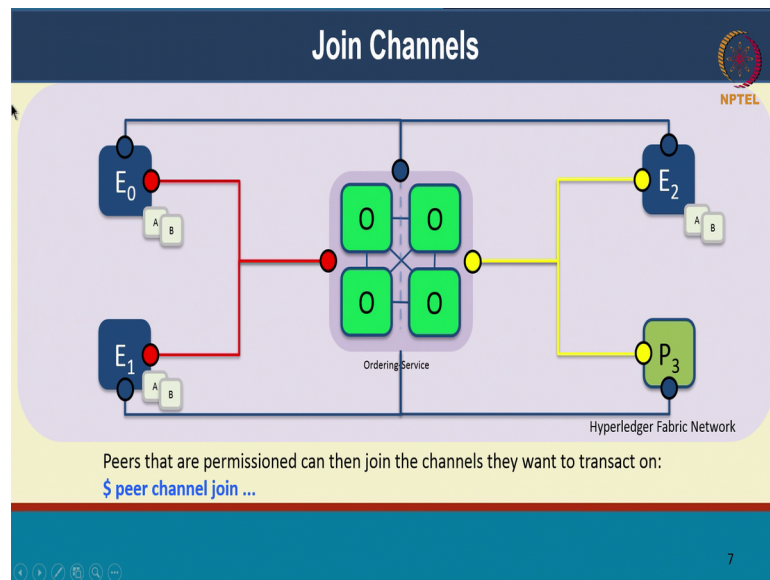 Join Channels
NPTEL
E0
A
B
O
O
E2
A
B
O
O
E1
A
B
P3
Ordering Service
Hyperledger Fabric Network
Peers that are permissioned can then join the channels they want to transact on:
$ peer channel join ...
7